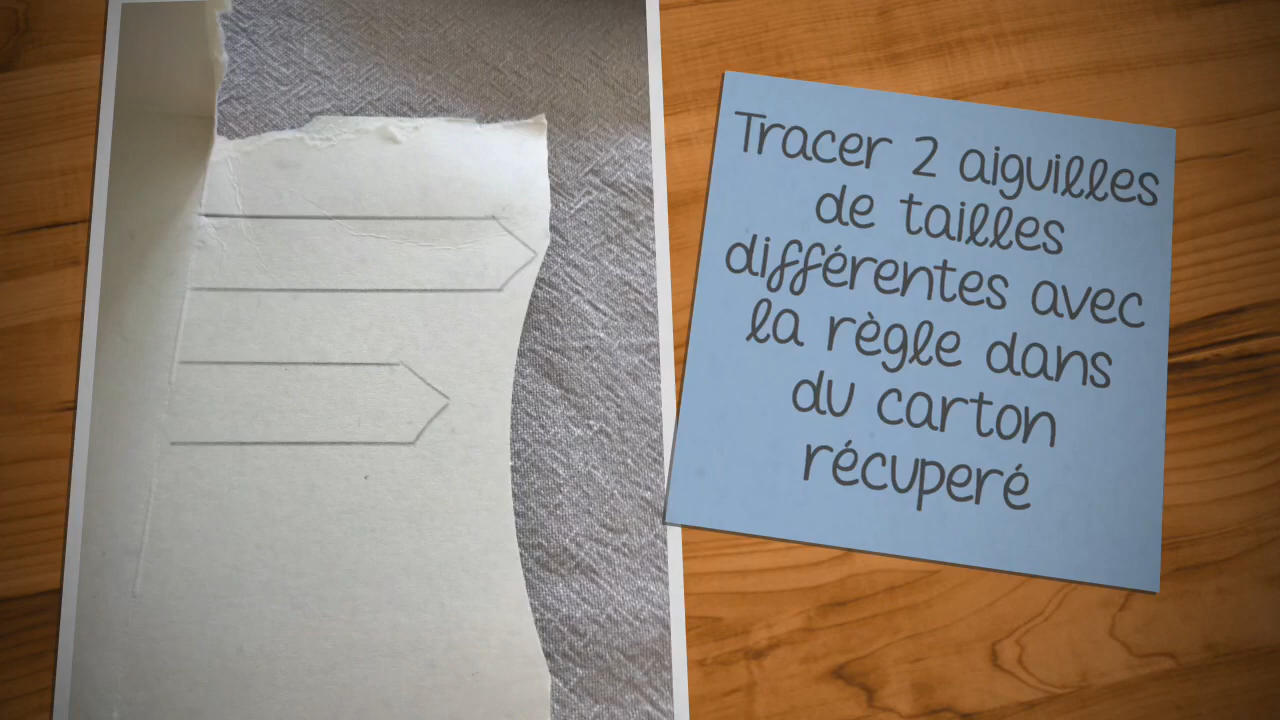 Tracer 2 aiguilles
de tailles
différentes avec
la règle dans
du carton
récuperé